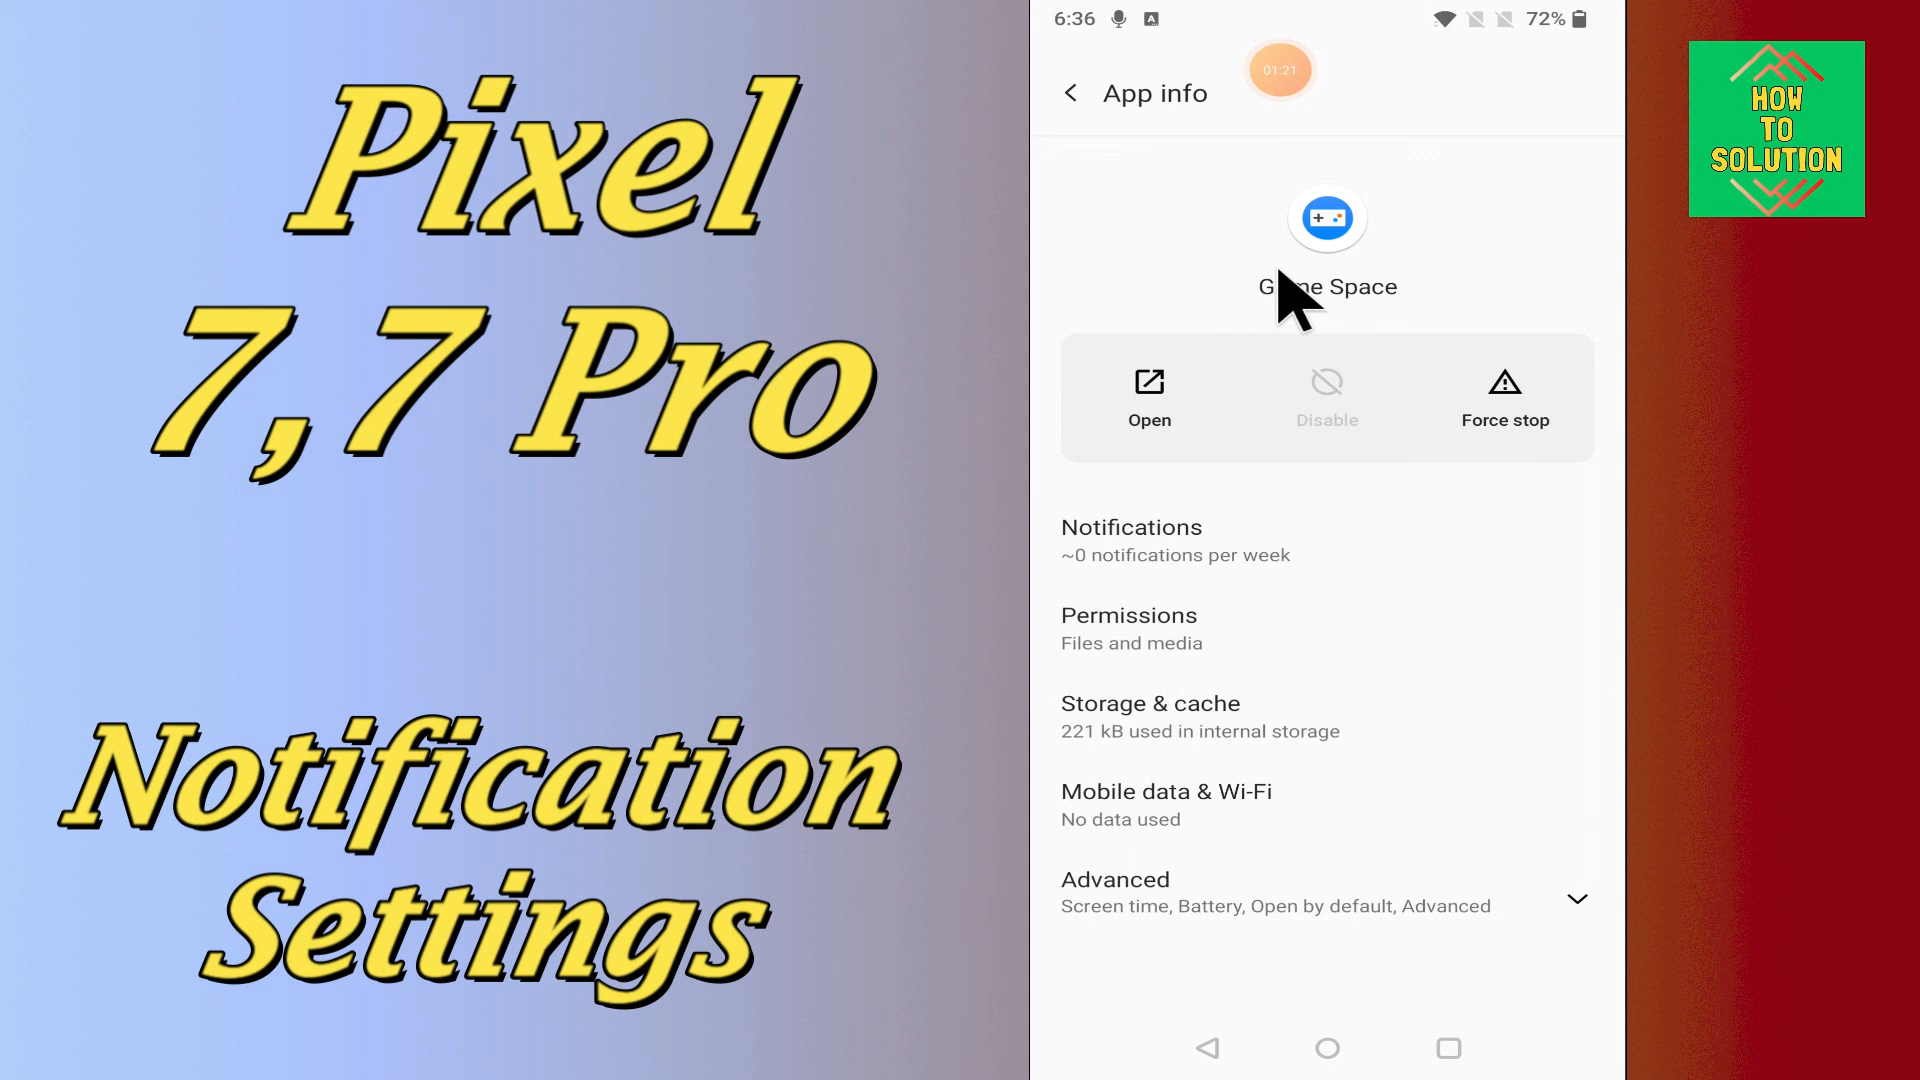 Pixel
7,7 Pro
Notification
Settings
6:36
72%
01:21
App info
Space
Open
Disable
Force stop
Notifications
~0 notifications per week
Permissions
Files and media
Storage & cache
221 kB used in internal storage
Mobile data & Wi-Fi
No data used
Advanced
Screen time, Battery, Open by default, Advanced
HOW
TO
SOLUTION